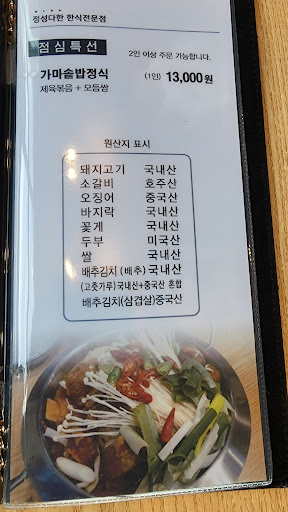 정성다한 한식전문점
점심특선
2인 이상 주문 가능합니다.
가마솥밥정식 (1인) 13,000원
제육볶음 + 모듬쌈
원산지 표시
돼지고기 국내산
소갈비 호주산
오징어 중국산
바지락 국내산
꽃게 국내산
두부 미국산
쌀 국내산
배추김치 (배추) 국내산
(고춧가루)국내산+중국산 혼합
배추김치(삼겹살)중국산